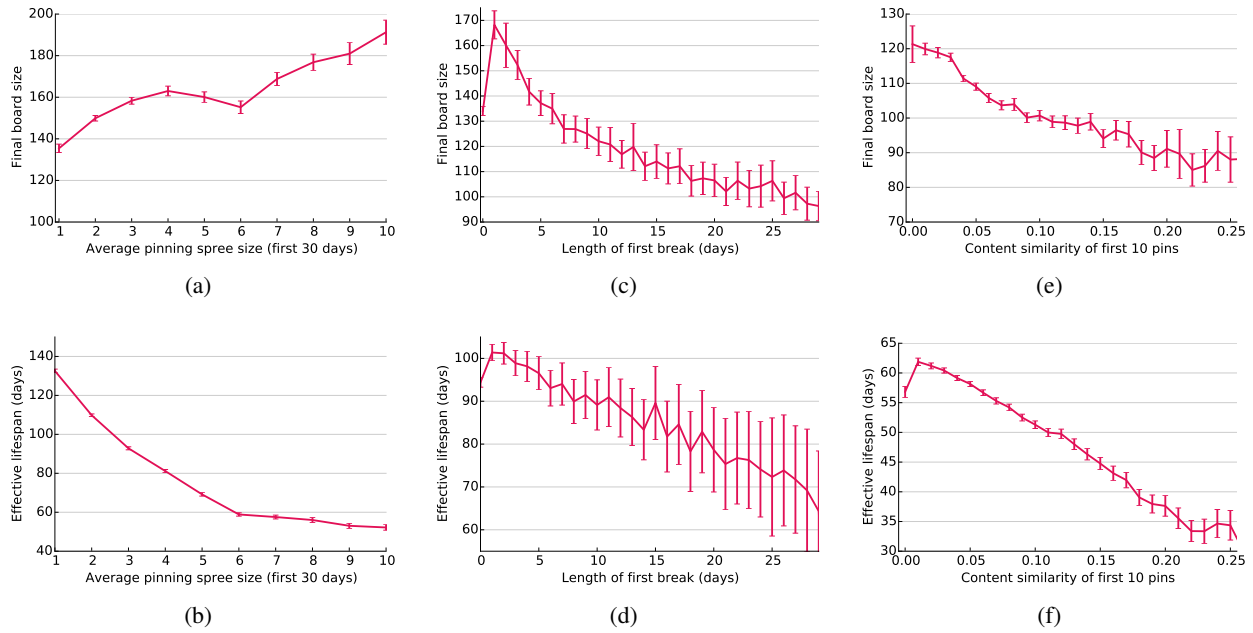 200
180
160
140
120
100
Final board size
1 2 3 4 5 6 7 8 9 10
Average pinning spree size (first 30 days)
(a)
170
160
150
140
130
120
110
100
90
Final board size
0 5 10 15 20 25
Length of first break (days)
(c)
130
120
110
100
90
80
70
Final board size
0.00 0.05 0.10 0.15 0.20 0.25
Content similarity of first 10 pins
(e)
140
120
100
80
60
40
Effective lifespan (days)
1 2 3 4 5 6 7 8 9 10
Average pinning spree size (first 30 days)
(b)
100
90
80
70
60
Effective lifespan (days)
0 5 10 15 20 25
Length of first break (days)
(d)
65
60
55
50
45
40
35
30
Effective lifespan (days)
0.00 0.05 0.10 0.15 0.20 0.25
Content similarity of first 10 pins
(f)